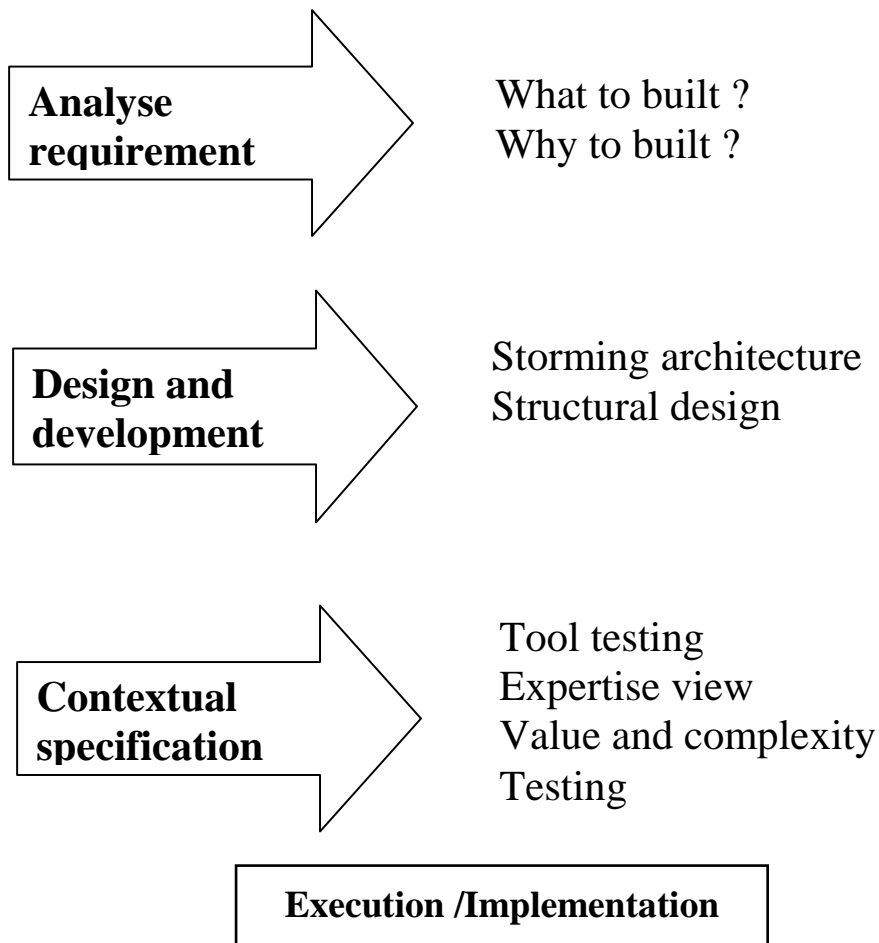 Analyse
requirement
What to built ?
Why to built ?
Design and
development
Storming architecture
Structural design
Contextual
specification
Tool testing
Expertise view
Value and complexity
Testing
Execution /Implementation